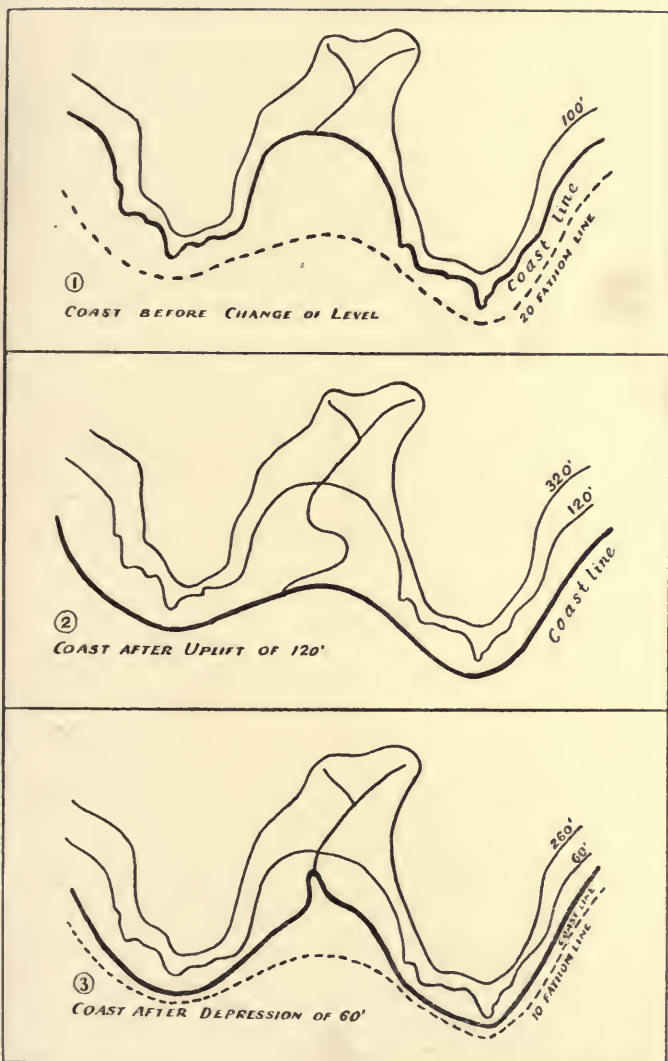 100'
Coast line
20 FATHOM LINE
①
COAST BEFORE CHANGE OF LEVEL
320'
120'
Coast line
②
COAST AFTER UPLIFT OF 120'
260'
60'
COAST LINE
10 FATHOM LINE
③
COAST AFTER DEPRESSION OF 60'